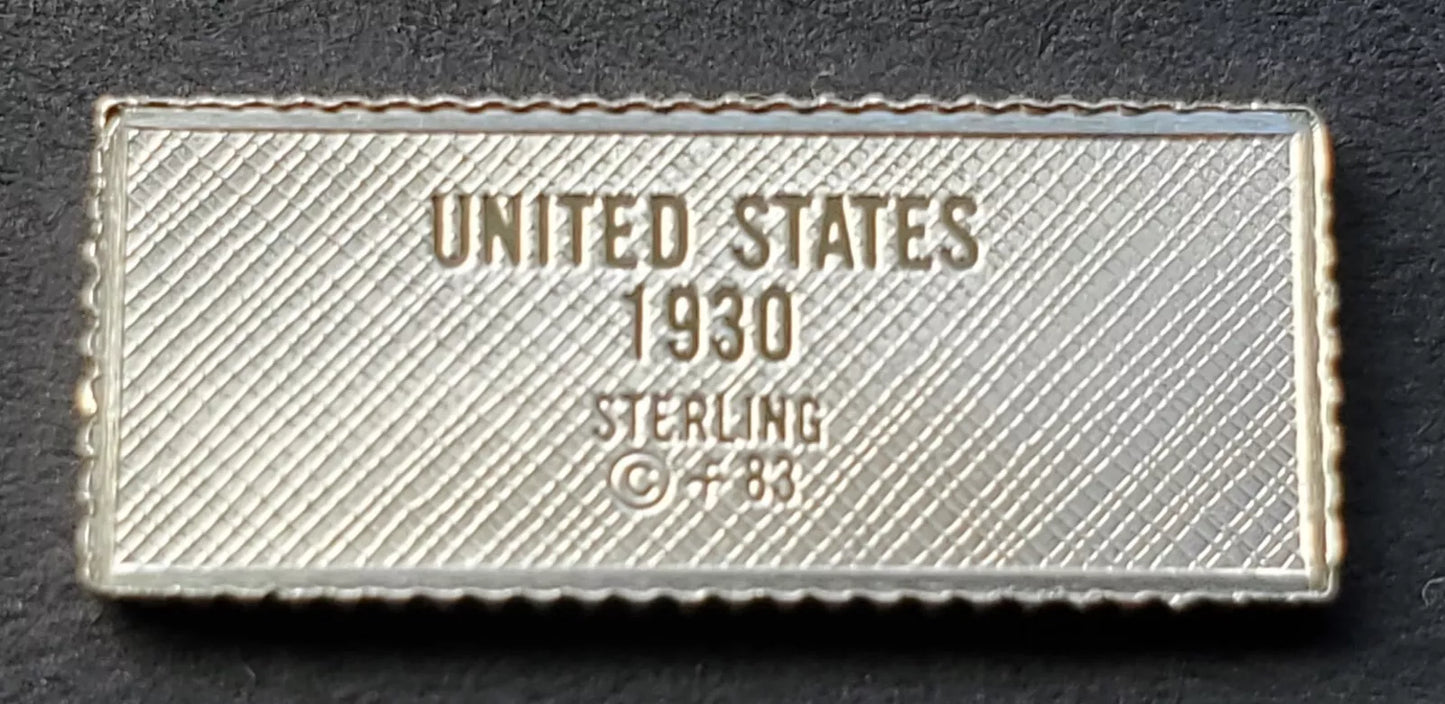 UNITED STATES
1930
STERLING
© f 83